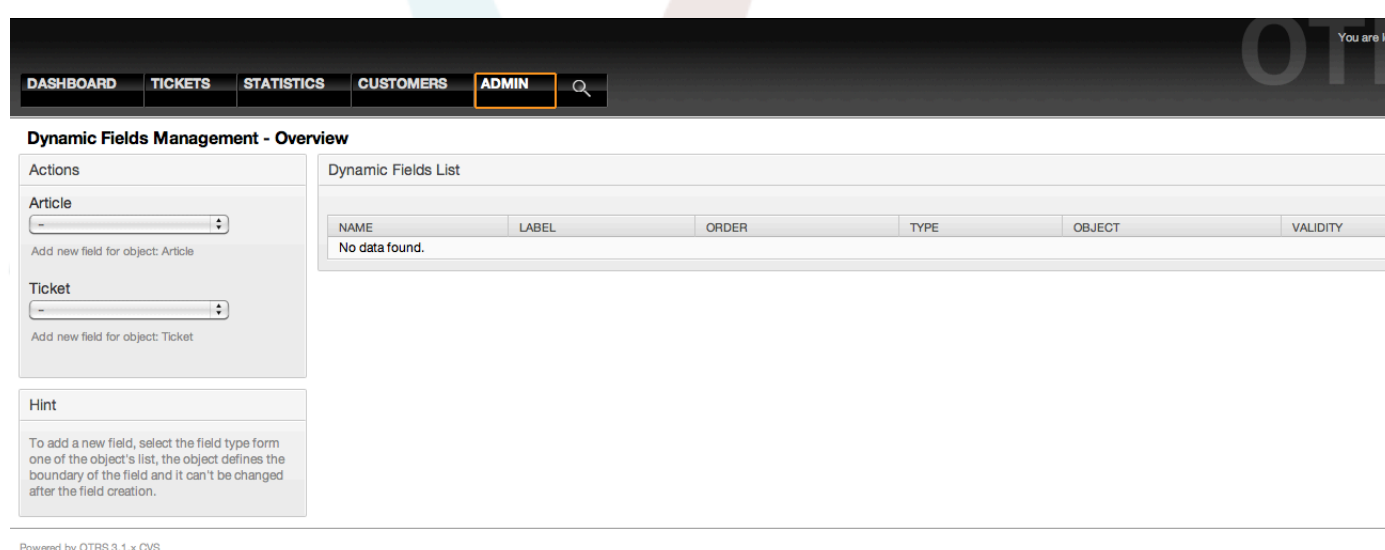 OT
You are
DASHBOARD TICKETS STATISTICS CUSTOMERS ADMIN
Dynamic Fields Management - Overview
Actions
Article
–
Add new field for object: Article
Ticket
–
Add new field for object: Ticket
Hint
To add a new field, select the field type form
one of the object's list, the object defines the
boundary of the field and it can't be changed
after the field creation.
Dynamic Fields List
NAME LABEL ORDER TYPE OBJECT VALIDITY
No data found.
Powered by OTRS 3.1.x CVS